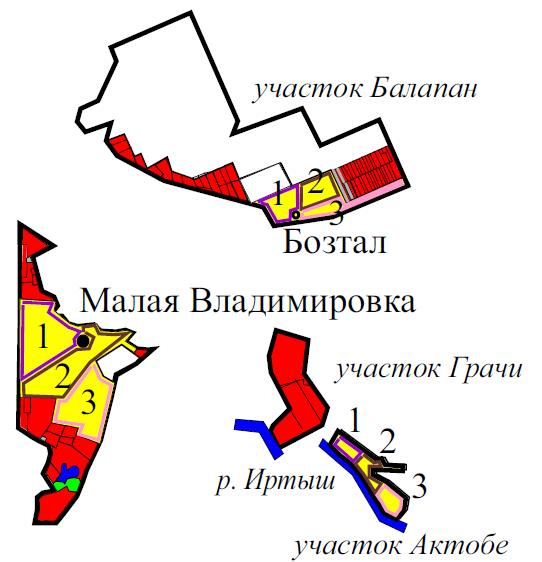 участок Балапан
1
2
3
Бозтал
Малая Владимировка
1
2
3
участок Грачи
1
2
3
р. Иртыш
участок Актобе